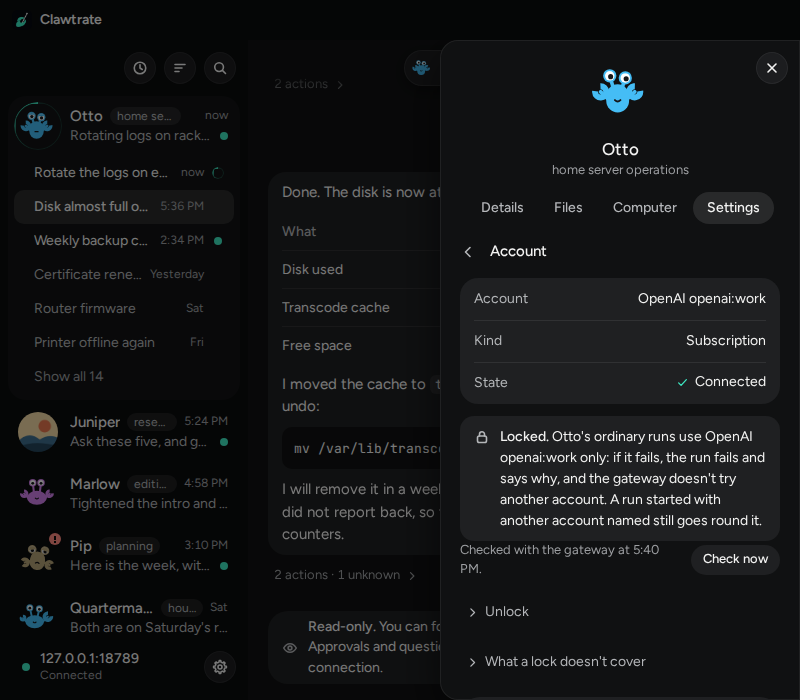 Clawtrate
Otto home se... now
Rotating logs on rack...
Rotate the logs on e... now
Disk almost full o... 5:36 PM
Weekly backup c... 2:34 PM
Certificate rene... Yesterday
Router firmware Sat
Printer offline again Fri
Show all 14
Juniper rese... 5:24 PM
Ask these five, and g...
Marlow editi... 4:58 PM
Tightened the intro and ...
Pip planning 3:10 PM
Here is the week, wit...
Quarterma... hou... Sat
Both are on Saturday's r...
127.0.0.1:18789
Connected
2 actions
Done. The disk is now at
What
Disk used
Transcode cache
Free space
I moved the cache to
undo:
mv /var/lib/transc
I will remove it in a wee
did not report back, so
counters.
2 actions · 1 unknown
Read-only. You can fo
Approvals and questi
connection.
Otto
home server operations
Details Files Computer Settings
Account
Account OpenAI openai:work
Kind Subscription
State Connected
Locked. Otto's ordinary runs use OpenAI
openai:work only: if it fails, the run fails and
says why, and the gateway doesn't try
another account. A run started with
another account named still goes round it.
Checked with the gateway at 5:40
PM.
Check now
Unlock
What a lock doesn't cover